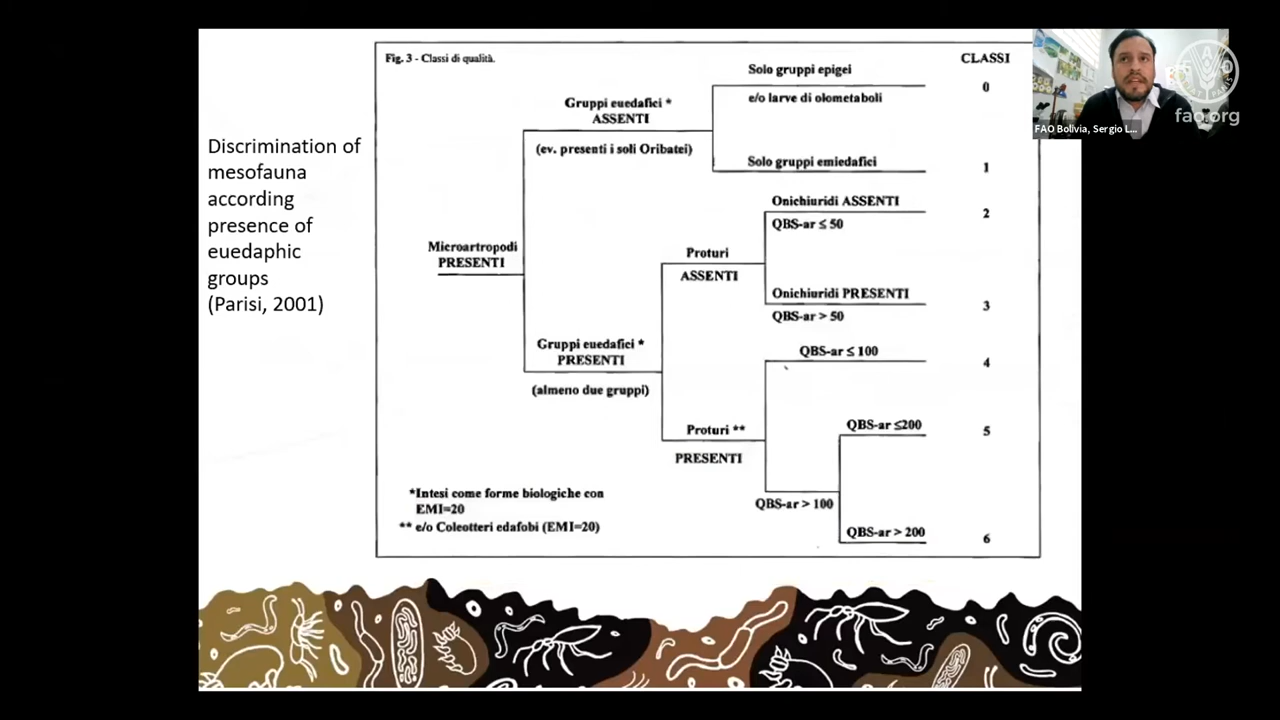 Discrimination of
mesofauna
according
presence of
euedaphic
groups
(Parisi, 2001)
Fig. 3 - Classi di qualità.
CLASSI
Solo gruppi epigei
0
e/o larve di olometaboli
Gruppi euedafici *
ASSENTI
(ev. presenti i soli Oribatei)
Solo gruppi emiedafici
1
Onichiuridi ASSENTI
2
QBS-ar ≤ 50
Microartropodi
PRESENTI
Proturi
ASSENTI
Onichiuridi PRESENTI
3
QBS-ar > 50
Gruppi euedafici *
PRESENTI
(almeno due gruppi)
QBS-ar ≤ 100
4
Proturi **
PRESENTI
QBS-ar ≤200
5
QBS-ar > 100
QBS-ar > 200
6
*Intesi come forme biologiche con
EMI=20
** e/o Coleotteri edafobi (EMI=20)
FAO Bolivia, Sergio L...
fao.org